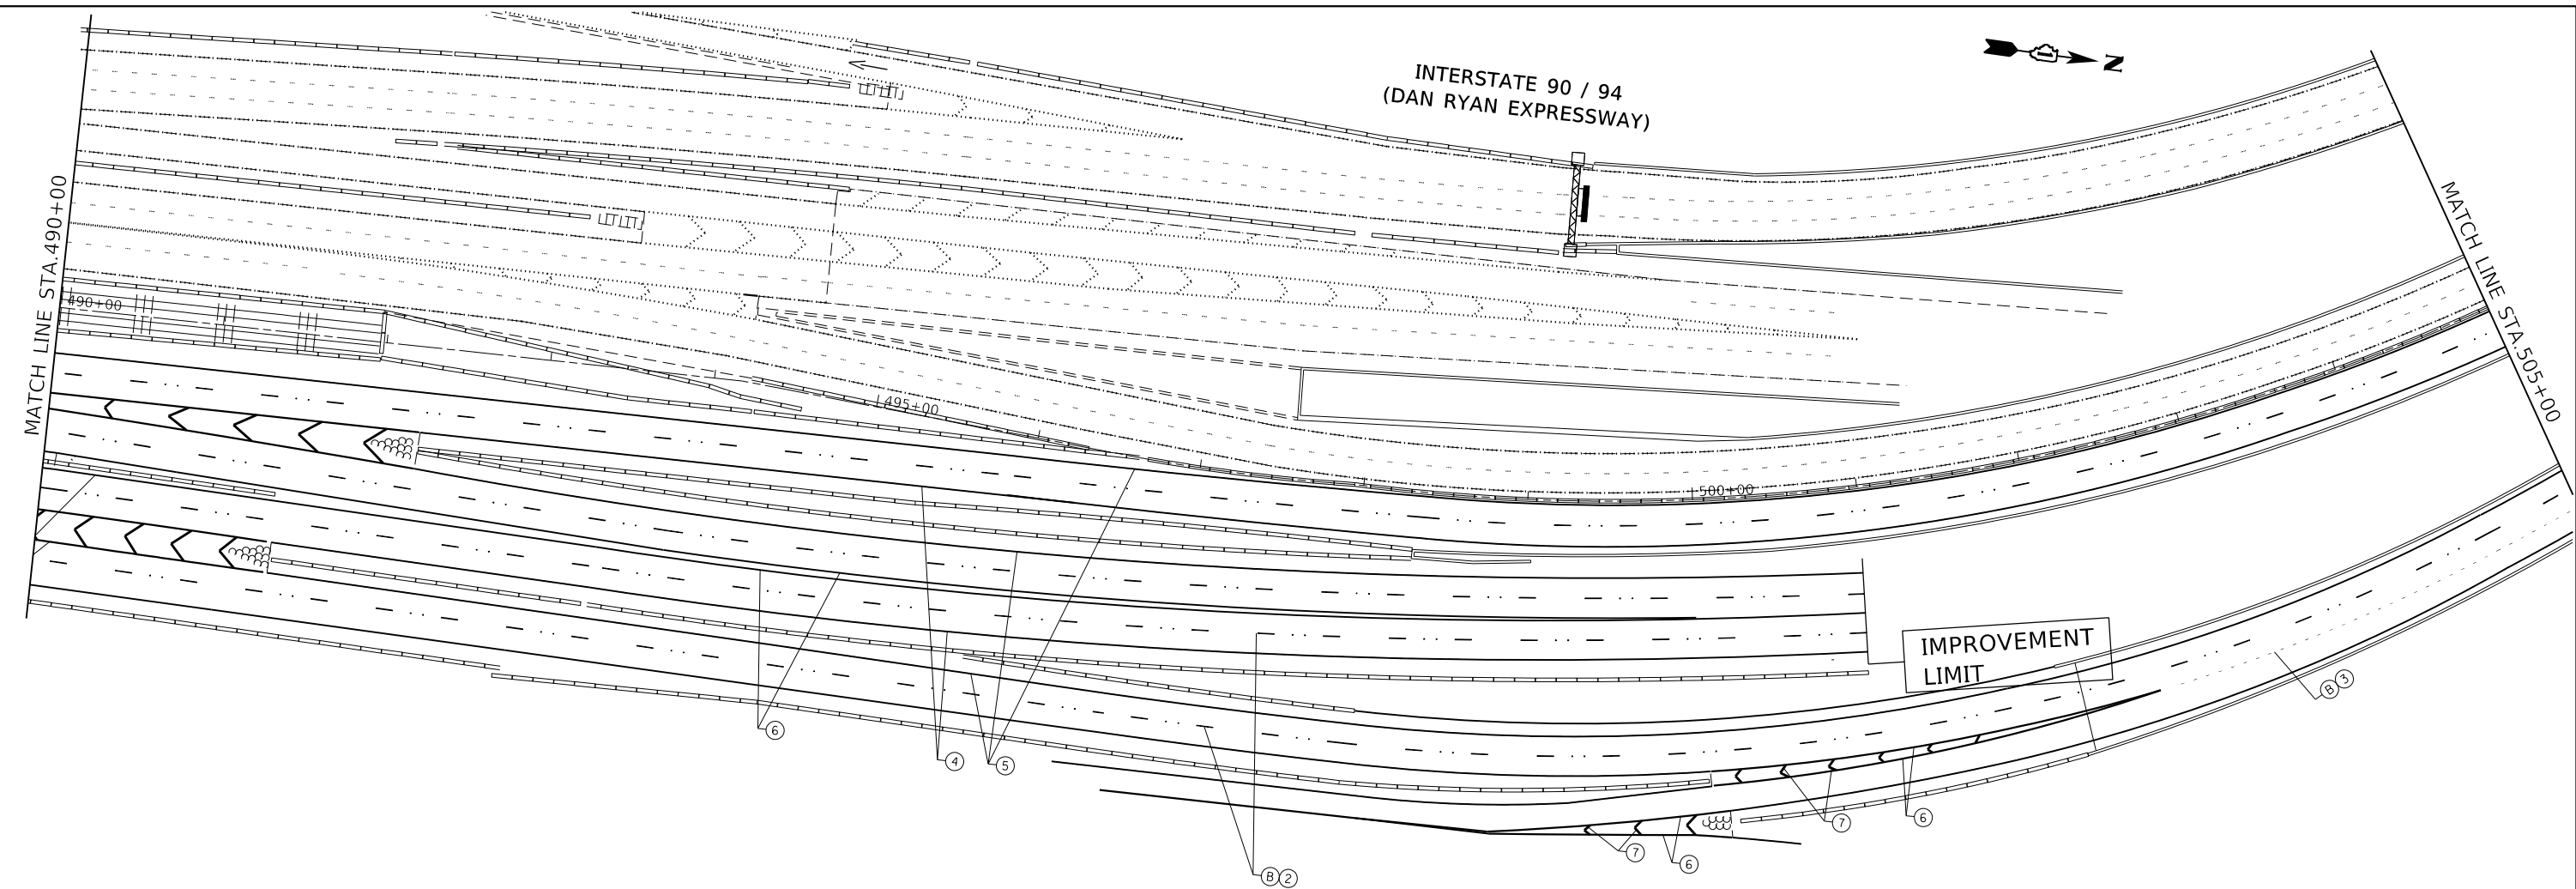 INTERSTATE 90 / 94
(DAN RYAN EXPRESSWAY)
N
MATCH LINE STA.490+00
MATCH LINE STA.505+00
490+00
495+00
500+00
IMPROVEMENT
LIMIT
B 3
6
4
5
7
6
7
6
B 2